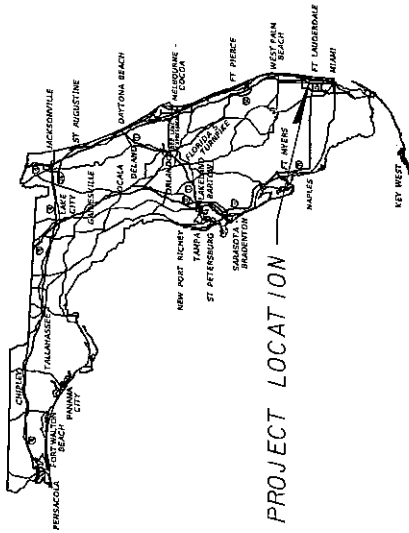 PENSACOLA
FORT WALTON
BEACH
CHIPLEY
PANAMA
CITY
TALLAHASSEE
LAKE
CITY
JACKSONVILLE
ST AUGUSTINE
GAINESVILLE
OCALA
DAYTONA BEACH
DELAND
ORLANDO
MELBOURNE -
COCOA
NEW PORT RICHEY
TAMPA
LAKELAND
BARTOW
ST PETERSBURG
SARASOTA
BRADENTON
FLORIDA'S
TURNPIKE
FT PIERCE
WEST PALM
BEACH
FT MYERS
FT LAUDERDALE
MIAMI
NAPLES
KEY WEST
PROJECT LOCATION